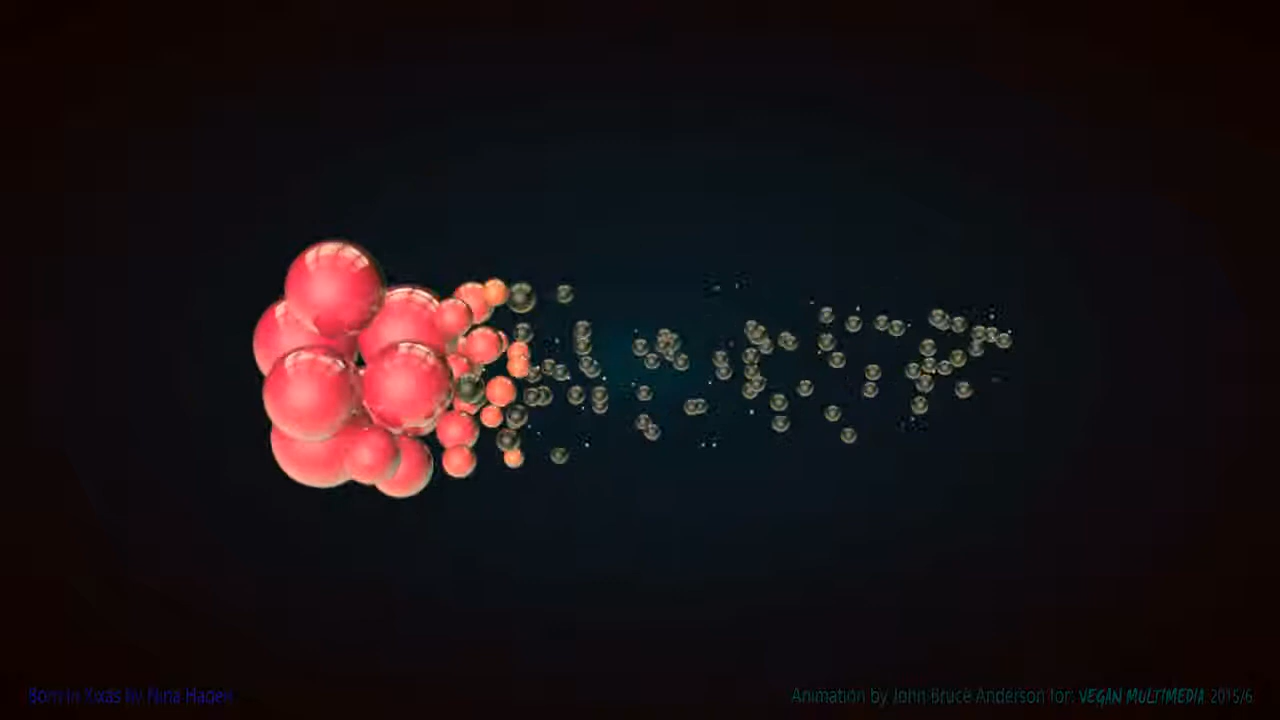 Born in Xixax by Nina Hagen
Animation by John Bruce Anderson for: VEGAN MULTIMEDIA 2015/6